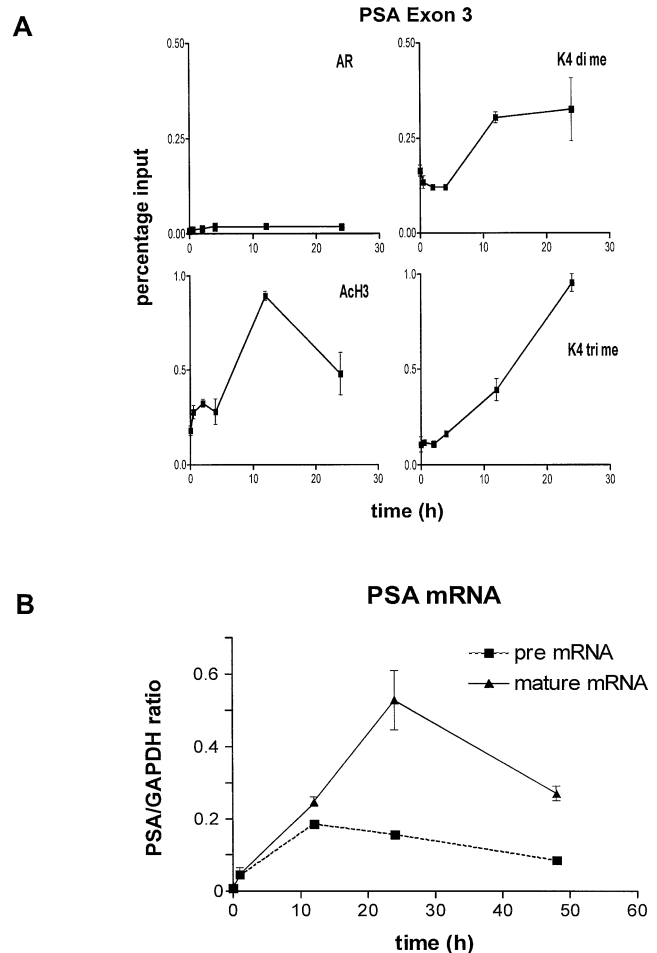 A
PSA Exon 3
percentage input
0.50
0.25
0.00
0 10 20 30
AR
0.50
0.25
0.00
0 10 20 30
K4 di me
1.0
0.5
0.0
0 10 20 30
AcH3
1.0
0.5
0.0
0 10 20 30
K4 tri me
time (h)
B
PSA mRNA
PSA/GAPDH ratio
0.6
0.4
0.2
0
0 10 20 30 40 50 60
pre mRNA
mature mRNA
time (h)